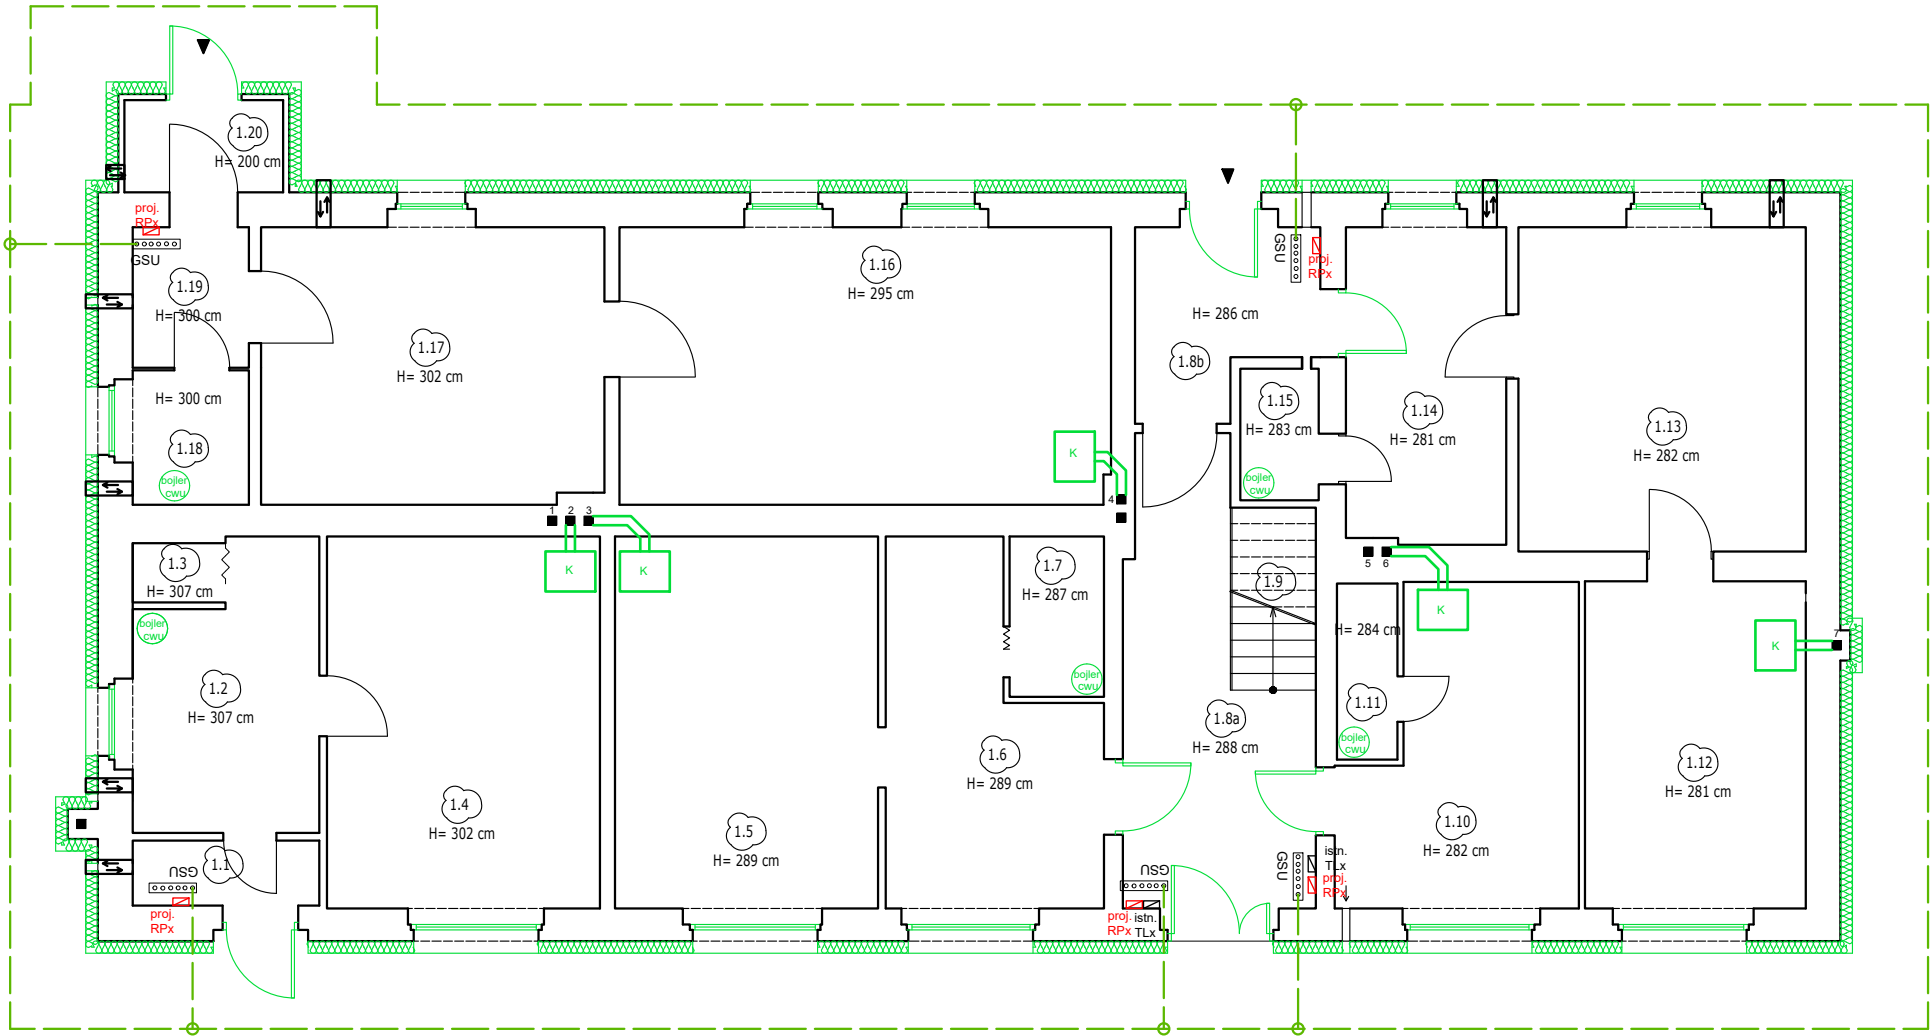 1.20
H= 200 cm
proj.
RPx
GSU
1.19
H= 300 cm
1.17
H= 302 cm
1.16
H= 295 cm
GSU
proj.
RPx
H= 286 cm
1.8b
1.15
H= 283 cm
bojler
cwu
1.14
H= 281 cm
1.13
H= 282 cm
H= 300 cm
1.18
bojler
cwu
K
4
1
2
3
K
K
1.3
H= 307 cm
bojler
cwu
1.2
H= 307 cm
1.7
H= 287 cm
bojler
cwu
1.9
5
6
K
H= 284 cm
1.11
bojler
cwu
K
7
1.8a
H= 288 cm
1.6
H= 289 cm
1.12
H= 281 cm
1.4
H= 302 cm
1.5
H= 289 cm
1.10
H= 282 cm
1.1
GSU
proj.
RPx
GSU
proj.
RPx
istn.
TLx
GSU
istn.
TLx
proj.
RPx